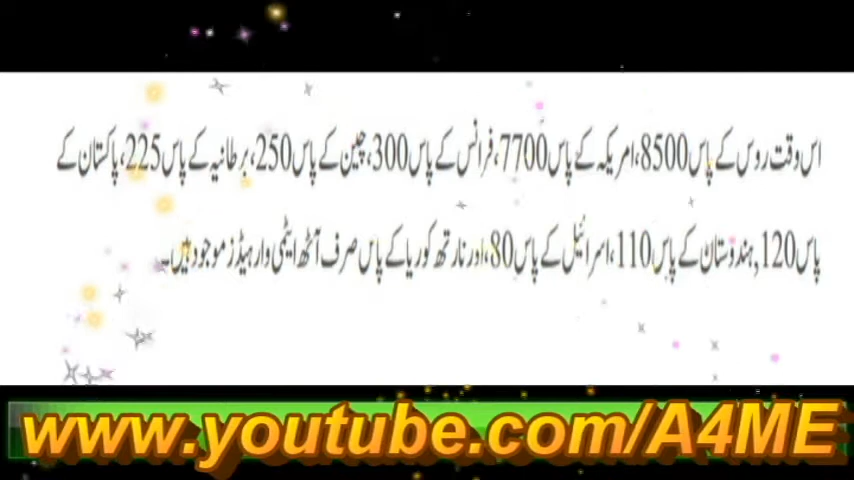 اس وقت روس کے پاس 8500، امریکہ کے پاس 7700، فرانس کے پاس 300، چین کے پاس 250، برطانیہ کے پاس 225، پاکستان کے
پاس 120, ہندوستان کے پاس 110، اسرائیل کے پاس 80، اور نارتھ کوریا کے پاس صرف آٹھ ایٹمی وار ہیڈز موجود ہیں۔
www.youtube.com/A4ME